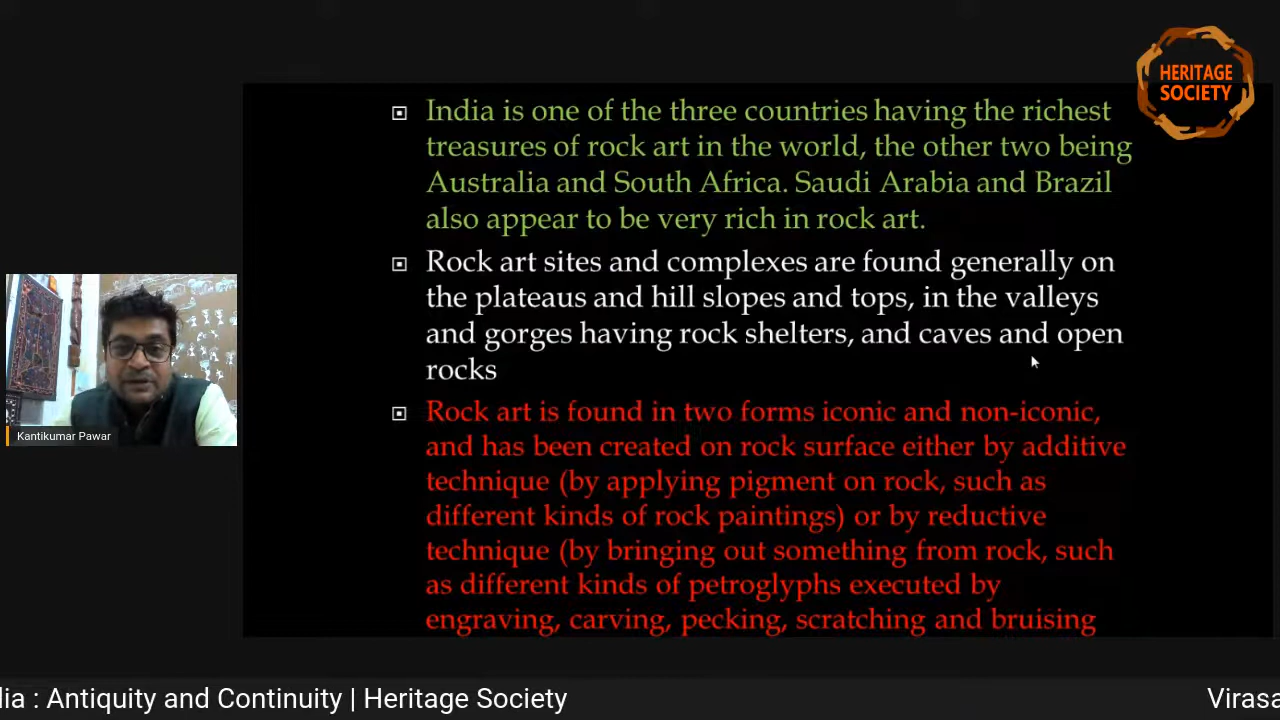 HERITAGE
SOCIETY
India is one of the three countries having the richest
treasures of rock art in the world, the other two being
Australia and South Africa. Saudi Arabia and Brazil
also appear to be very rich in rock art.
Rock art sites and complexes are found generally on
the plateaus and hill slopes and tops, in the valleys
and gorges having rock shelters, and caves and open
rocks
Rock art is found in two forms iconic and non-iconic,
and has been created on rock surface either by additive
technique (by applying pigment on rock, such as
different kinds of rock paintings) or by reductive
technique (by bringing out something from rock, such
as different kinds of petroglyphs executed by
engraving, carving, pecking, scratching and bruising
Kantikumar Pawar
dia : Antiquity and Continuity | Heritage Society
Virasa